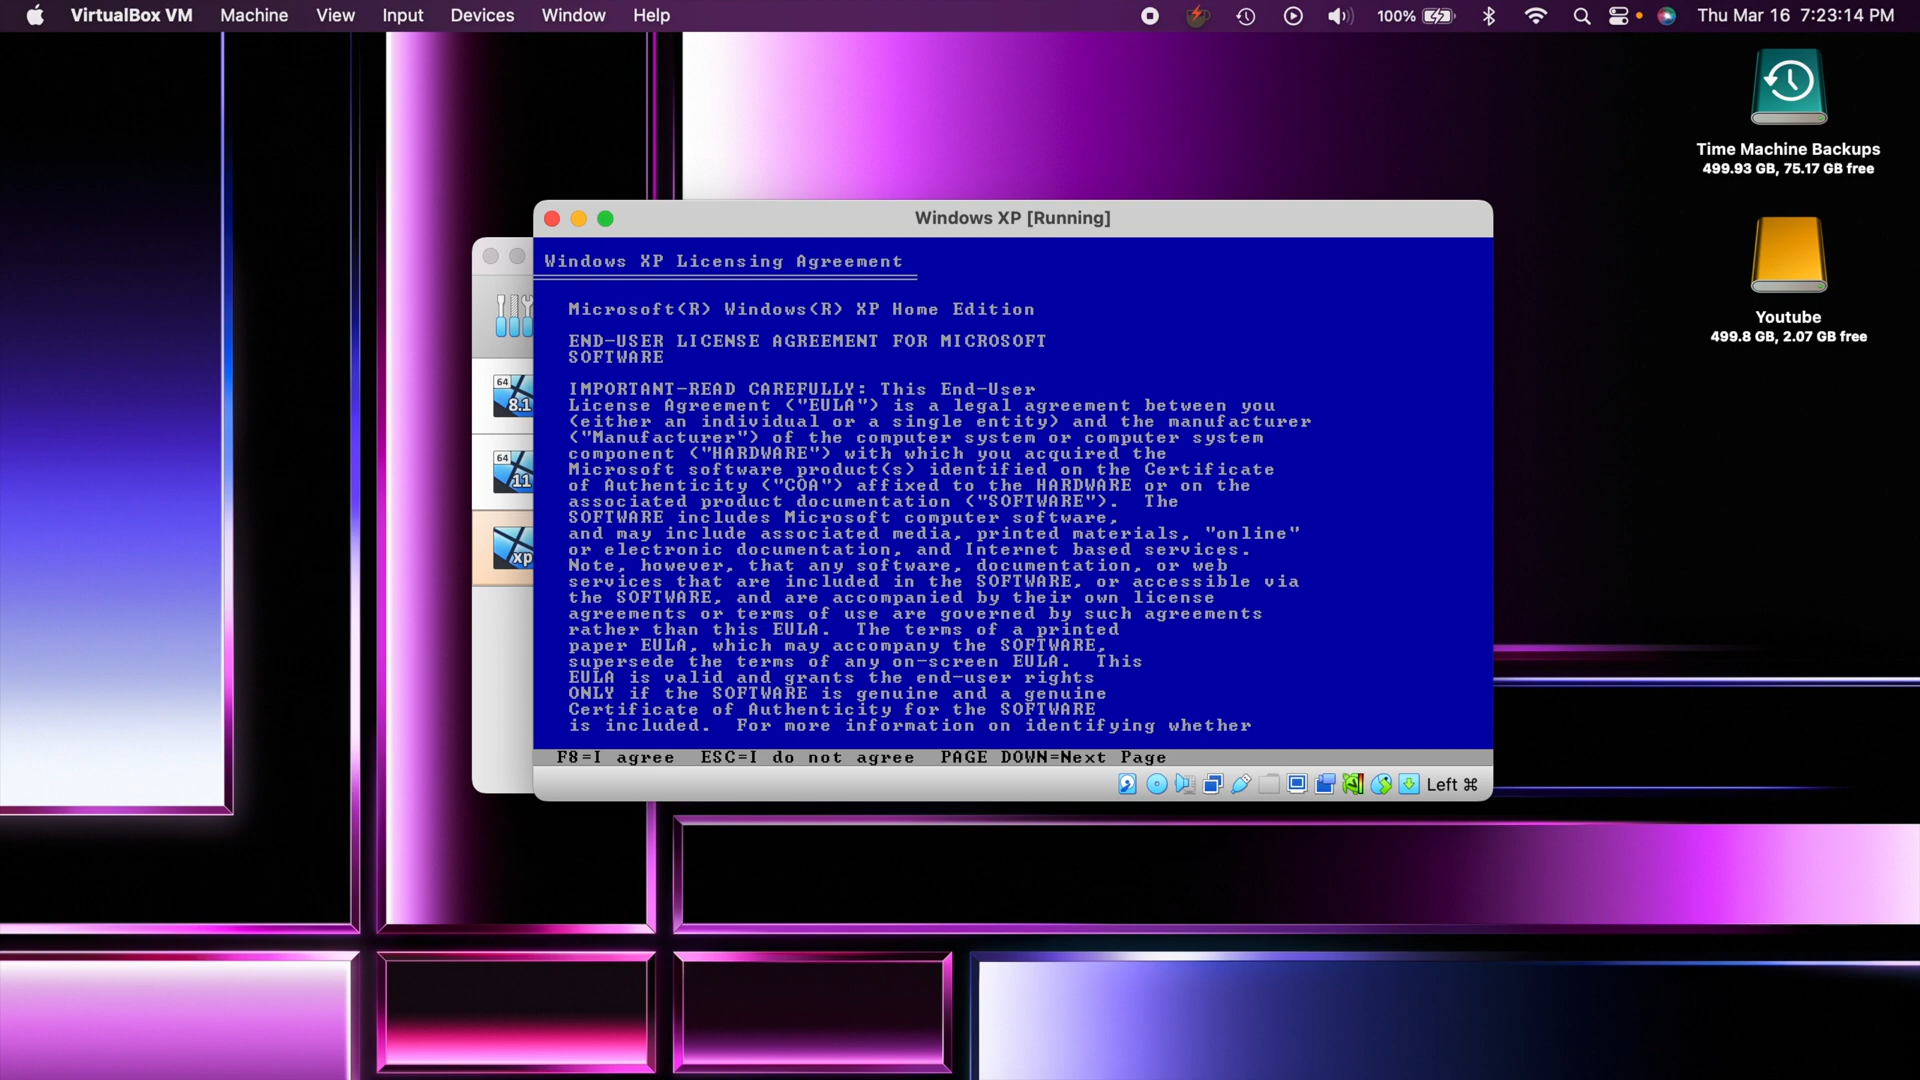 VirtualBox VM Machine View Input Devices Window Help 100% Thu Mar 16 7:23:14 PM
Time Machine Backups
499.93 GB, 75.17 GB free
Youtube
499.8 GB, 2.07 GB free
Windows XP [Running]
64
8.1
64
11
xp
Windows XP Licensing Agreement
Microsoft(R) Windows(R) XP Home Edition
END-USER LICENSE AGREEMENT FOR MICROSOFT
SOFTWARE
IMPORTANT-READ CAREFULLY: This End-User
License Agreement ("EULA") is a legal agreement between you
(either an individual or a single entity) and the manufacturer
("Manufacturer") of the computer system or computer system
component ("HARDWARE") with which you acquired the
Microsoft software product(s) identified on the Certificate
of Authenticity ("COA") affixed to the HARDWARE or on the
associated product documentation ("SOFTWARE").  The
SOFTWARE includes Microsoft computer software,
and may include associated media, printed materials, "online"
or electronic documentation, and Internet based services.
Note, however, that any software, documentation, or web
services that are included in the SOFTWARE, or accessible via
the SOFTWARE, and are accompanied by their own license
agreements or terms of use are governed by such agreements
rather than this EULA.  The terms of a printed
paper EULA, which may accompany the SOFTWARE,
supersede the terms of any on-screen EULA.  This
EULA is valid and grants the end-user rights
ONLY if the SOFTWARE is genuine and a genuine
Certificate of Authenticity for the SOFTWARE
is included.  For more information on identifying whether
F8=I agree  ESC=I do not agree  PAGE DOWN=Next Page
Left ⌘